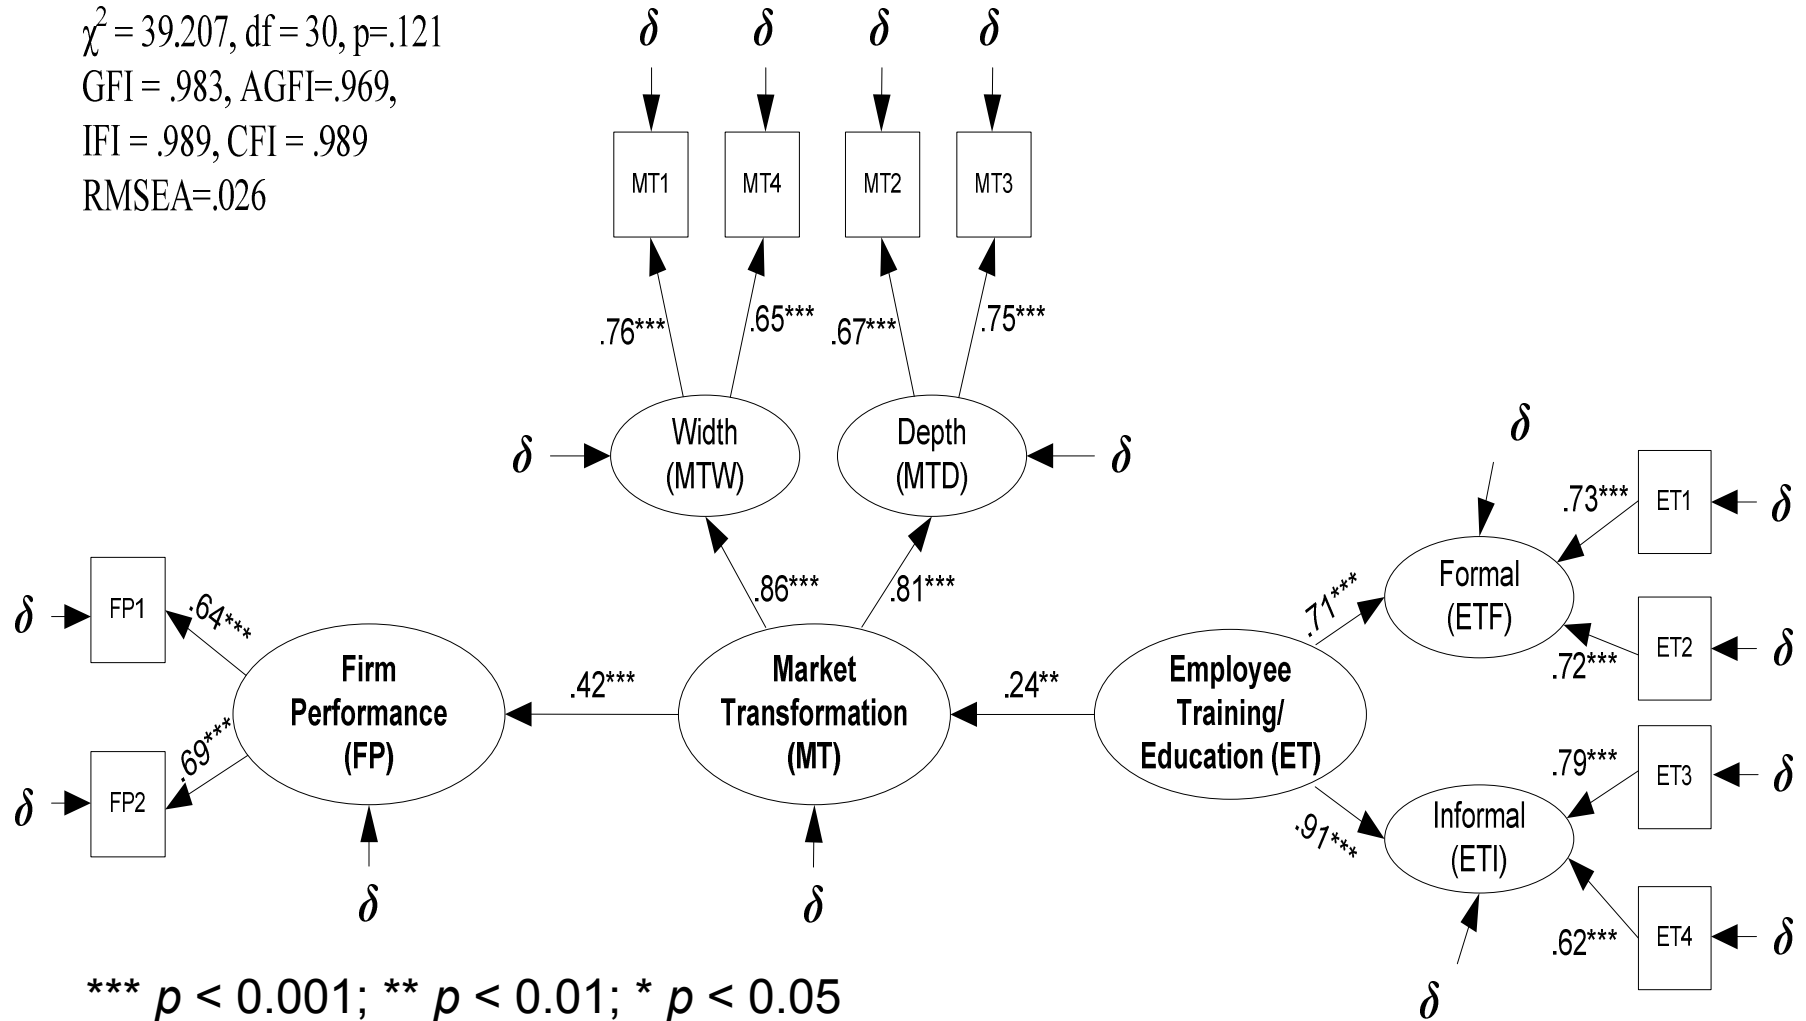 χ² = 39.207, df = 30, p=.121
GFI = .983, AGFI=.969,
IFI = .989, CFI = .989
RMSEA=.026
δ δ δ δ
MT1 MT4 MT2 MT3
.76*** .65*** .67*** .75***
δ
Width
(MTW)
Depth
(MTD)
δ
.86*** .81***
δ
FP1
.64***
δ
FP2
.69***
Firm
Performance
(FP)
δ
.42***
Market
Transformation
(MT)
δ
.24**
Employee
Training/
Education (ET)
.71***
.91***
δ
Formal
(ETF)
.73***
ET1
δ
.72***
ET2
δ
Informal
(ETI)
δ
.79***
ET3
δ
.62***
ET4
δ
*** p < 0.001; ** p < 0.01; * p < 0.05